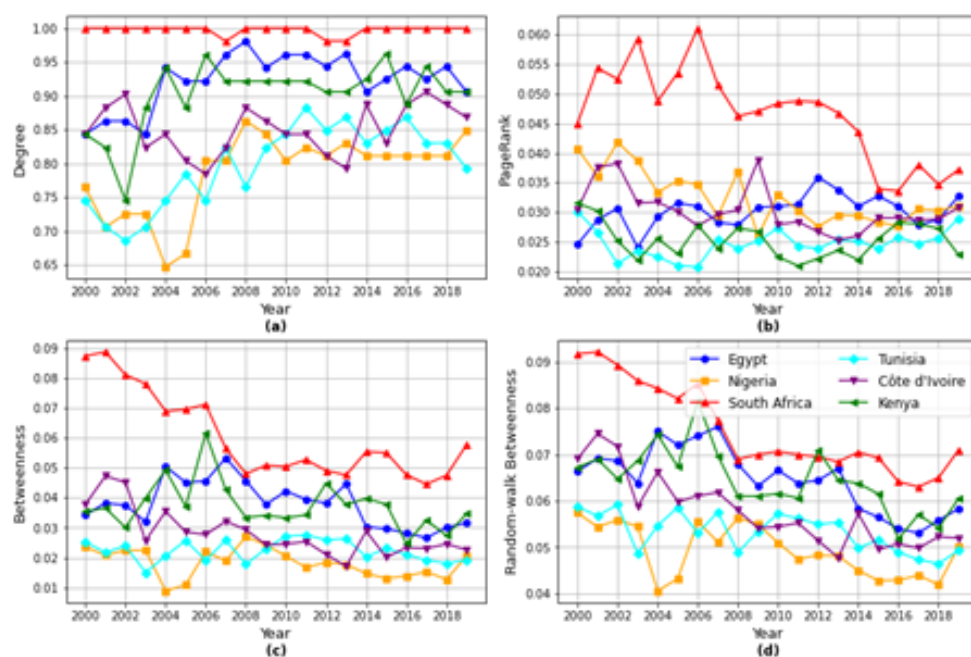 1.00
0.95
0.90
0.85
0.80
0.75
0.70
0.65
Degree
2000 2002 2004 2006 2008 2010 2012 2014 2016 2018
Year
(a)
0.060
0.055
0.050
0.045
0.040
0.035
0.030
0.025
0.020
PageRank
2000 2002 2004 2006 2008 2010 2012 2014 2016 2018
Year
(b)
0.09
0.08
0.07
0.06
0.05
0.04
0.03
0.02
0.01
Betweenness
2000 2002 2004 2006 2008 2010 2012 2014 2016 2018
Year
(c)
0.09
0.08
0.07
0.06
0.05
0.04
Random-walk Betweenness
Egypt
Nigeria
South Africa
Tunisia
Côte d'Ivoire
Kenya
2000 2002 2004 2006 2008 2010 2012 2014 2016 2018
Year
(d)